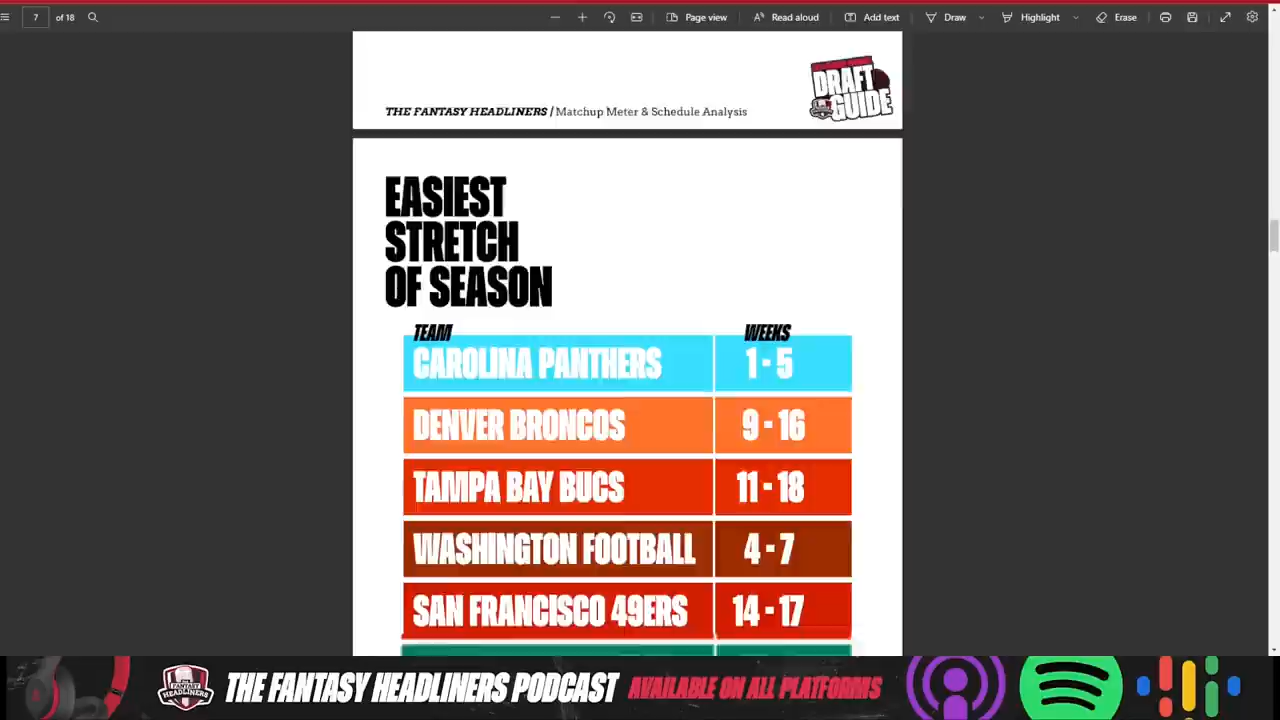 7 of 18 Page view Read aloud Add text Draw Highlight Erase
DRAFT
GUIDE
THE FANTASY HEADLINERS / Matchup Meter & Schedule Analysis
EASIEST
STRETCH
OF SEASON
TEAM WEEKS
CAROLINA PANTHERS 1 - 5
DENVER BRONCOS 9 - 16
TAMPA BAY BUCS 11 - 18
WASHINGTON FOOTBALL 4 - 7
SAN FRANCISCO 49ERS 14 - 17
FANTASY
HEADLINERS
THE FANTASY HEADLINERS PODCAST AVAILABLE ON ALL PLATFORMS